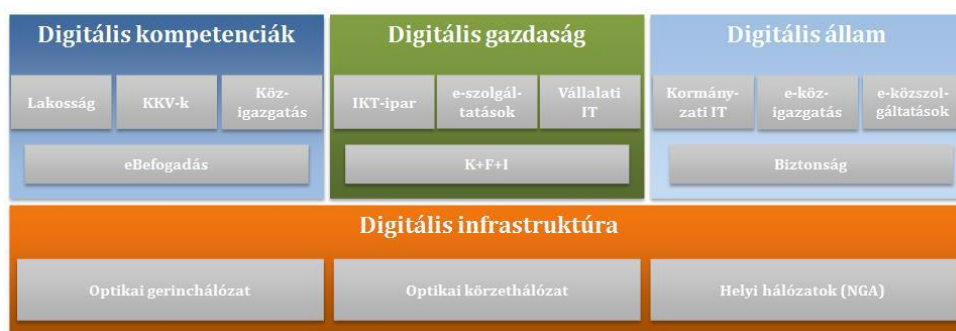 Digitális kompetenciák
Lakosság
KKV-k
Köz-
igazgatás
eBefogadás
Digitális gazdaság
IKT-ipar
e-szolgál-
tatások
Vállalati
IT
K+F+I
Digitális állam
Kormány-
zati IT
e-köz-
igazgatás
e-közszol-
gáltatások
Biztonság
Digitális infrastruktúra
Optikai gerinchálózat
Optikai körzethálózat
Helyi hálózatok (NGA)